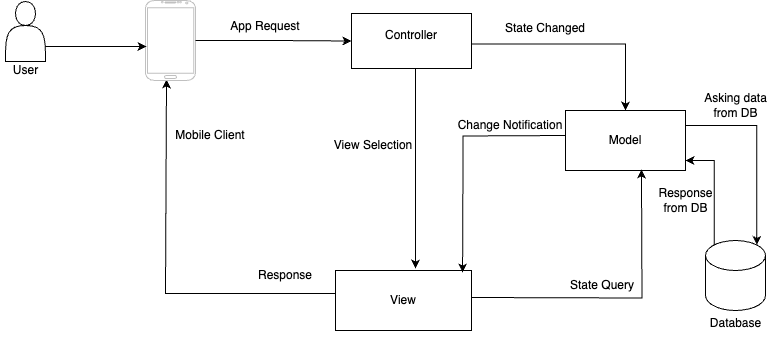 App Request
Controller
State Changed
User
Asking data
from DB
Mobile Client
View Selection
Change Notification
Model
Response
from DB
Response
State Query
View
Database